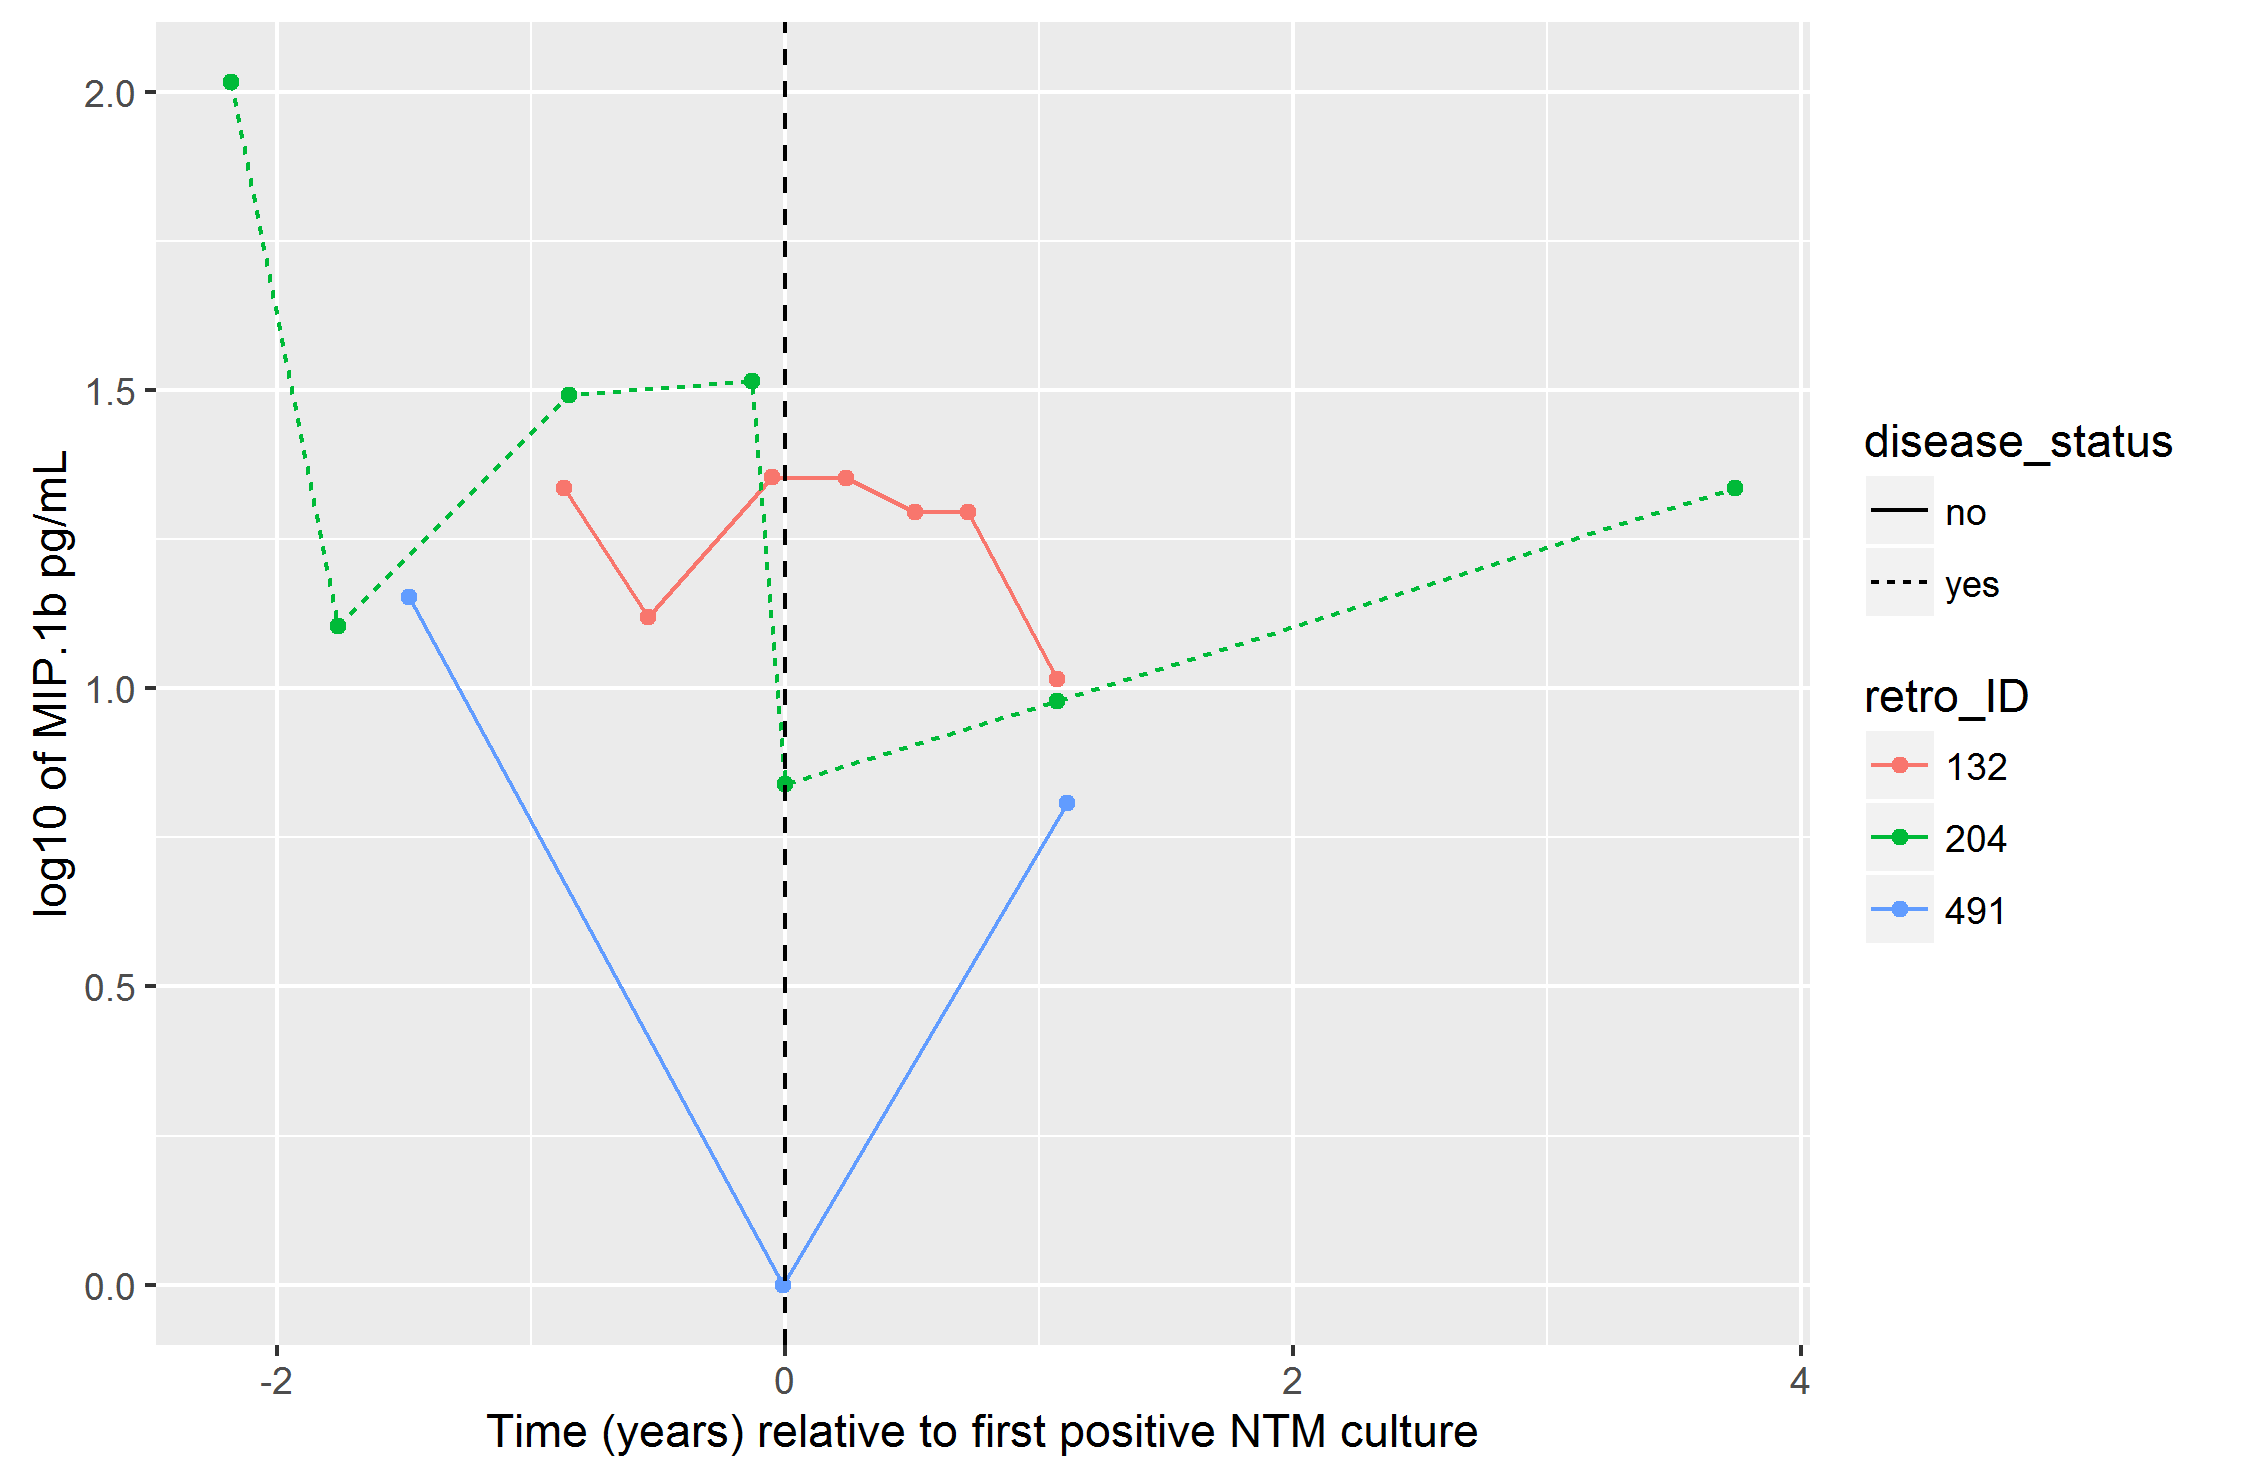 2.0
1.5
1.0
0.5
0.0
-2
0
2
4
log10 of MIP.1b pg/mL
Time (years) relative to first positive NTM culture
disease_status
no
yes
retro_ID
132
204
491